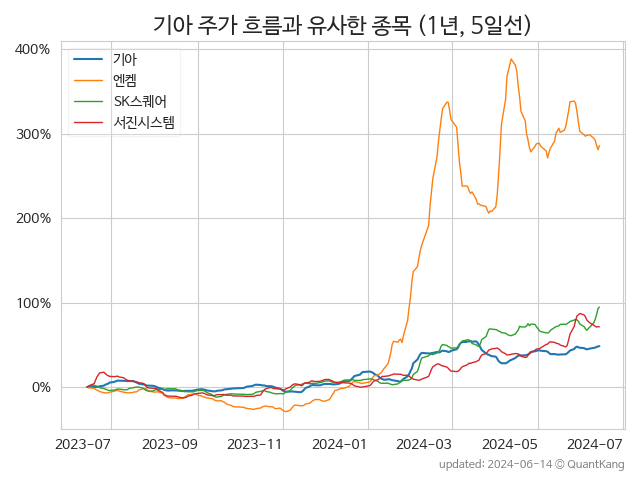 기아 주가 흐름과 유사한 종목 (1년, 5일선)
400%
300%
200%
100%
0%
기아
엔켐
SK스퀘어
서진시스템
2023-07
2023-09
2023-11
2024-01
2024-03
2024-05
2024-07
updated: 2024-06-14 © QuantKang